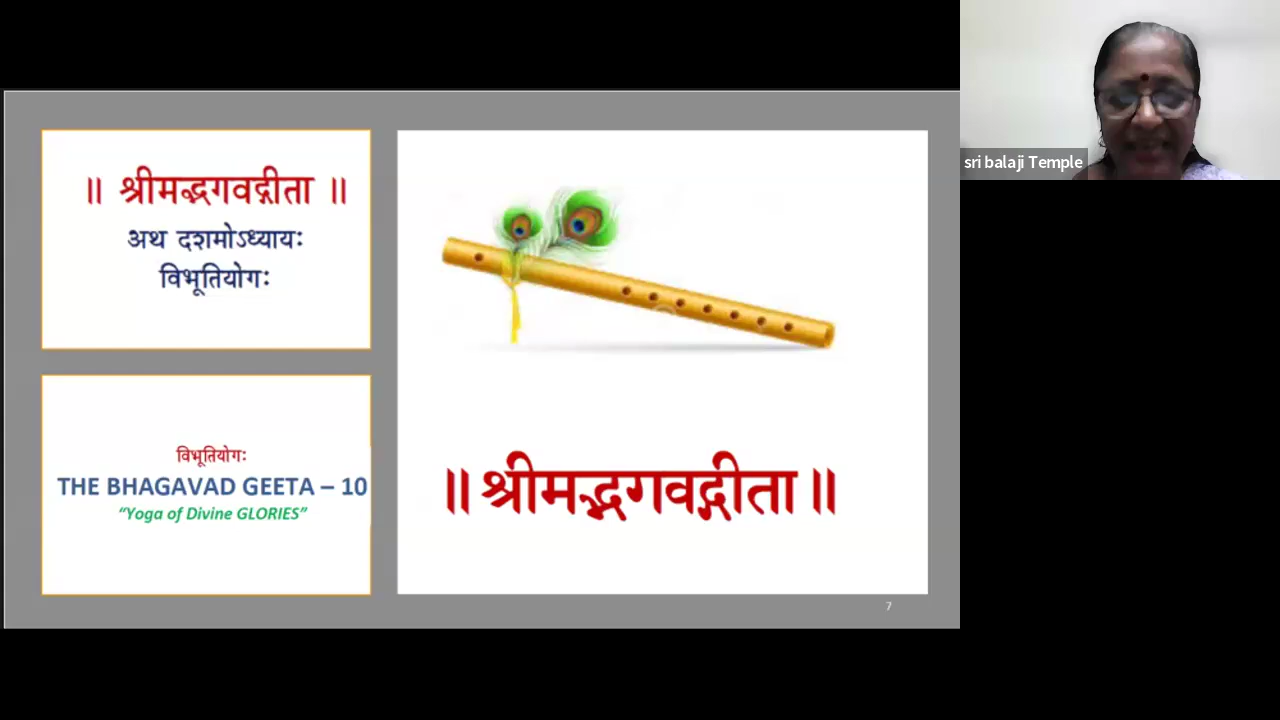 ॥ श्रीमद्भगवद्गीता ॥
अथ दशमोऽध्यायः
विभूतियोगः
विभूतियोगः
THE BHAGAVAD GEETA – 10
“Yoga of Divine GLORIES”
॥श्रीमद्भगवद्गीता॥
7
sri balaji Temple